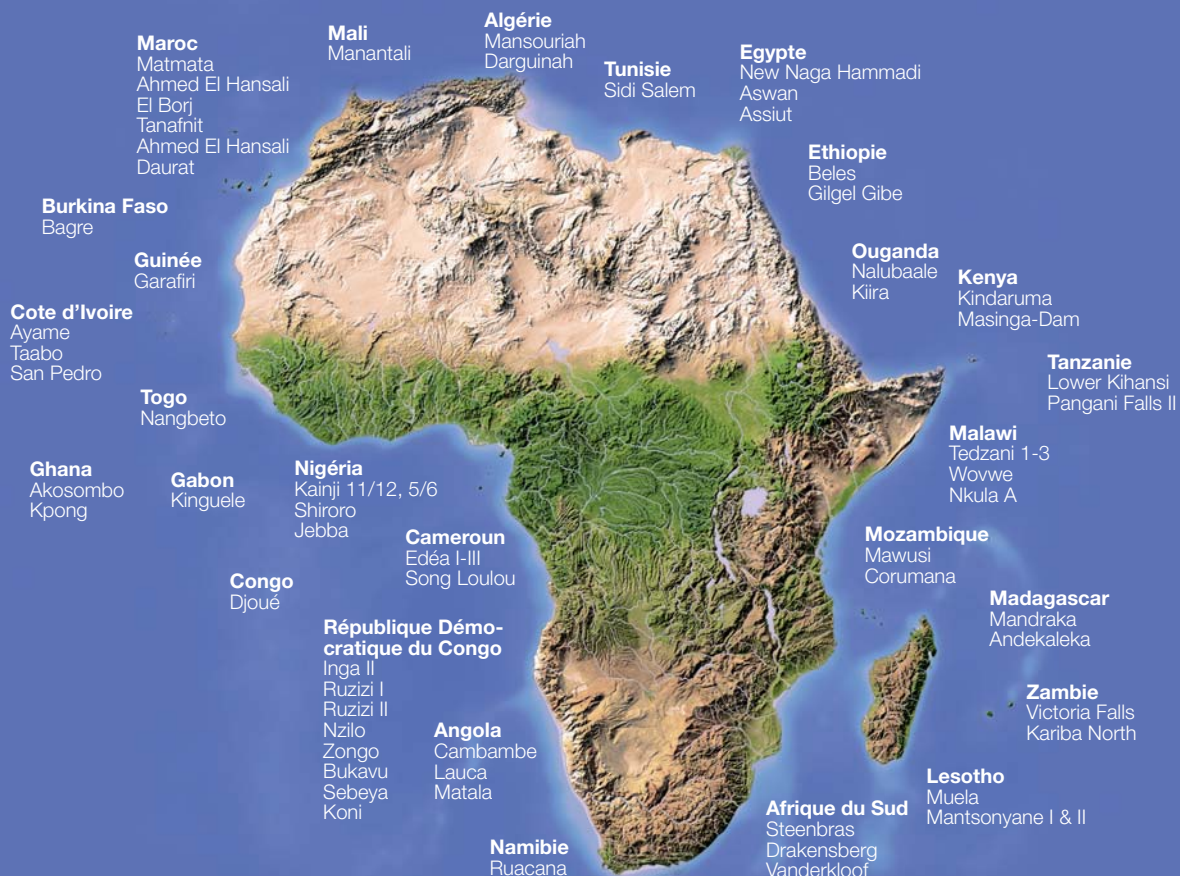 Mali
Manantali
Algérie
Mansouriah
Darguinah
Maroc
Matmata
Ahmed El Hansali
El Borj
Tanafnit
Ahmed El Hansali
Daurat
Tunisie
Sidi Salem
Egypte
New Naga Hammadi
Aswan
Assiut
Ethiopie
Beles
Gilgel Gibe
Burkina Faso
Bagre
Guinée
Garafiri
Ouganda
Nalubaale
Kiira
Kenya
Kindaruma
Masinga-Dam
Cote d'Ivoire
Ayame
Taabo
San Pedro
Tanzanie
Lower Kihansi
Pangani Falls II
Togo
Nangbeto
Malawi
Tedzani 1-3
Wovwe
Nkula A
Ghana
Akosombo
Kpong
Gabon
Kinguele
Nigéria
Kainji 11/12, 5/6
Shiroro
Jebba
Cameroun
Edéa I-III
Song Loulou
Mozambique
Mawusi
Corumana
Congo
Djoué
Madagascar
Mandraka
Andekaleka
République Démo-
cratique du Congo
Inga II
Ruzizi I
Ruzizi II
Nzilo
Zongo
Bukavu
Sebeya
Koni
Angola
Cambambe
Lauca
Matala
Zambie
Victoria Falls
Kariba North
Lesotho
Muela
Mantsonyane I & II
Afrique du Sud
Steenbras
Drakensberg
Vanderkloof
Namibie
Ruacana